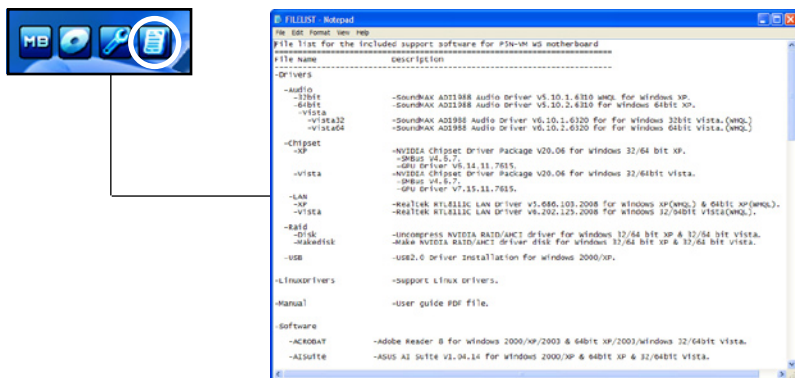 MB
FILELIST - Notepad
File Edit Format View Help
File list for the included support software for P5N-VM WS motherboard
File Name Description
-Drivers
-Audio
-32bit -SoundMAX ADI1988 Audio Driver V5.10.1.6310 WHQL for Windows XP.
-64bit -SoundMAX ADI1988 Audio Driver V5.10.2.6310 for Windows 64bit XP.
-Vista
-Vista32 -SoundMAX AD1988 Audio Driver V6.10.1.6320 for for Windows 32bit Vista.(WHQL)
-Vista64 -SoundMAX AD1988 Audio Driver V6.10.2.6320 for for Windows 64bit Vista.(WHQL)
-Chipset
-XP -NVIDIA Chipset Driver Package V20.06 for Windows 32/64 bit XP.
-SMBus V4.6.7.
-GPU Driver V6.14.11.7615.
-Vista -NVIDIA Chipset Driver Package V20.06 for Windows 32/64bit Vista.
-SMBus V4.6.7.
-GPU Driver V7.15.11.7615.
-LAN
-XP -Realtek RTL8111C LAN Driver V5.686.103.2008 for Windows XP(WHQL) & 64bit XP(WHQL).
-Vista -Realtek RTL8111C LAN Driver V6.202.125.2008 for Windows 32/64bit Vista(WHQL).
-Raid
-Disk -Uncompress NVIDIA RAID/AHCI driver for Windows 32/64 bit XP & 32/64 bit Vista.
-Makedisk -Make NVIDIA RAID/AHCI driver disk for Windows 32/64 bit XP & 32/64 bit Vista.
-USB -USB2.0 Driver Installation for Windows 2000/XP.
-LinuxDrivers -Support Linux Drivers.
-Manual -User guide PDF file.
-Software
-ACROBAT -Adobe Reader 8 for Windows 2000/XP/2003 & 64bit XP/2003/Windows 32/64bit Vista.
-AISuite -ASUS AI Suite V1.04.14 for Windows 2000/XP & 64bit XP & 32/64bit Vista.